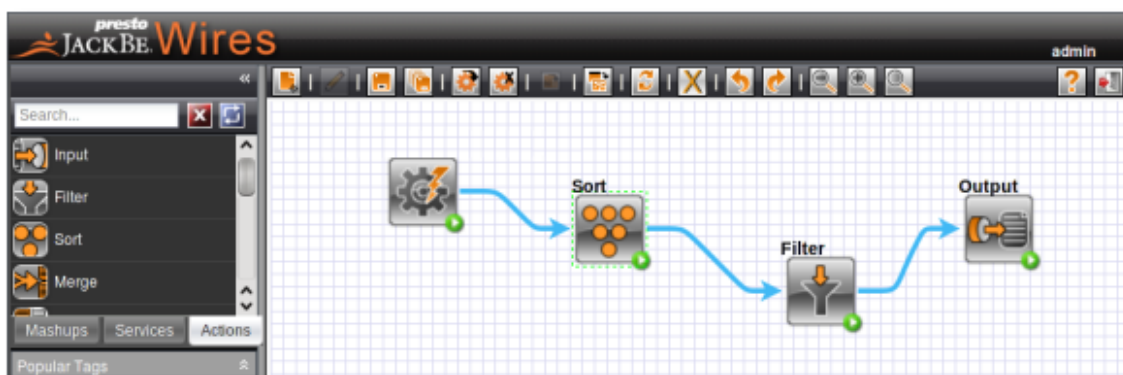 presto
JACKBE Wires
admin
«
Search...
Input
Filter
Sort
Merge
Mashups Services Actions
Popular Tags
Sort
Filter
Output